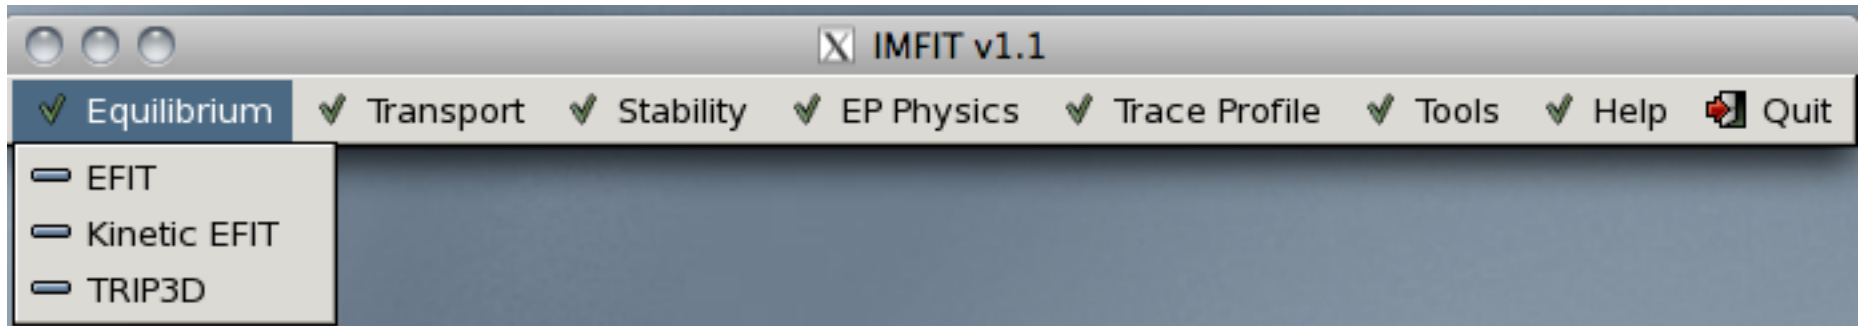 IMFIT v1.1
Equilibrium Transport Stability EP Physics Trace Profile Tools Help Quit
EFIT
Kinetic EFIT
TRIP3D